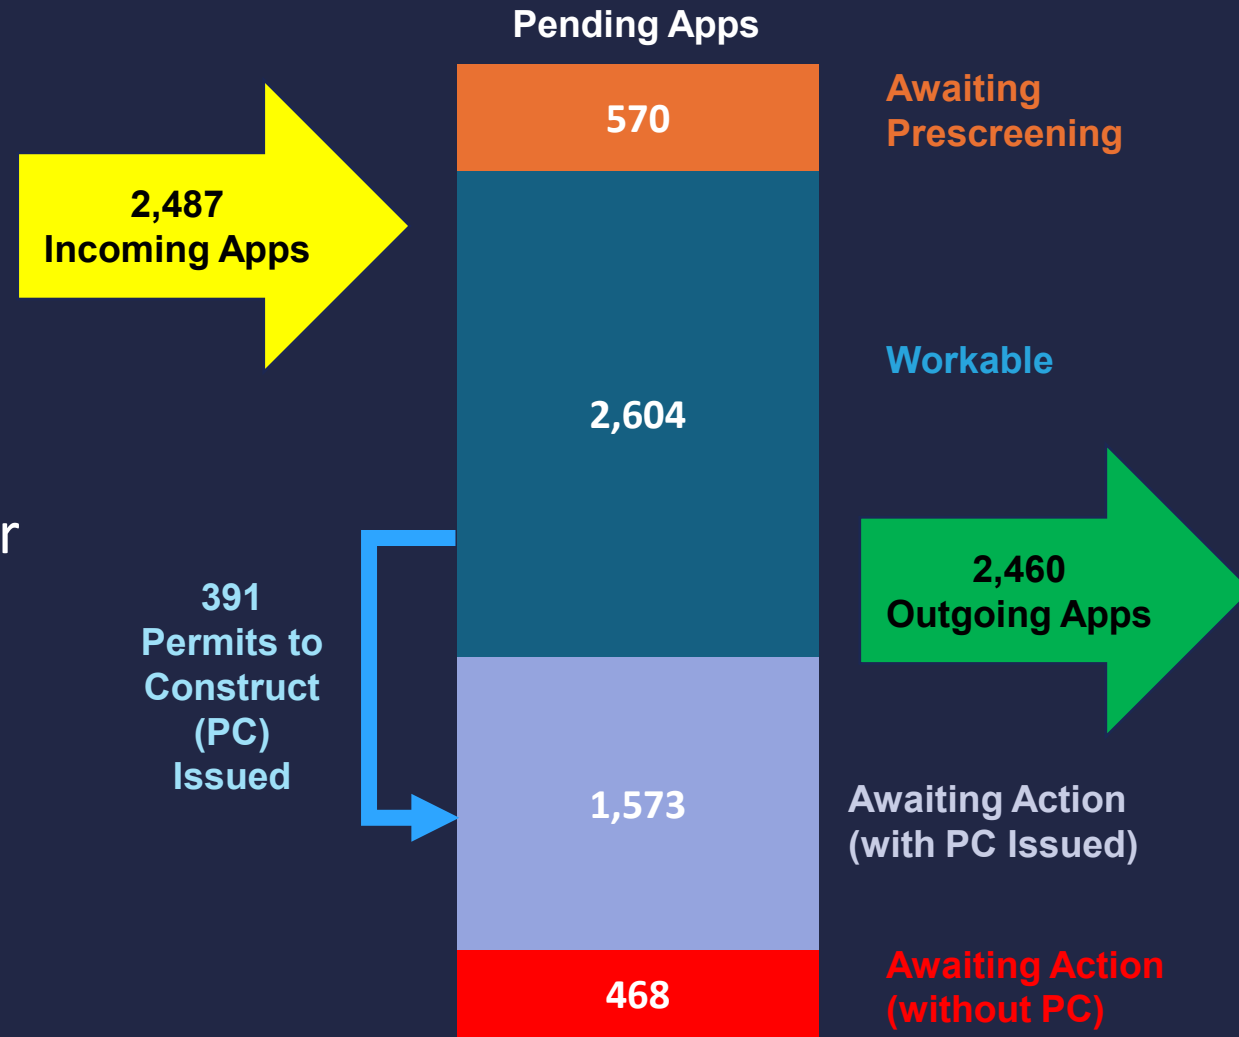 Pending Apps
570
Awaiting
Prescreening
2,487
Incoming Apps
Workable
2,604
r
391
Permits to
Construct
(PC)
Issued
2,460
Outgoing Apps
1,573
Awaiting Action
(with PC Issued)
468
Awaiting Action
(without PC)